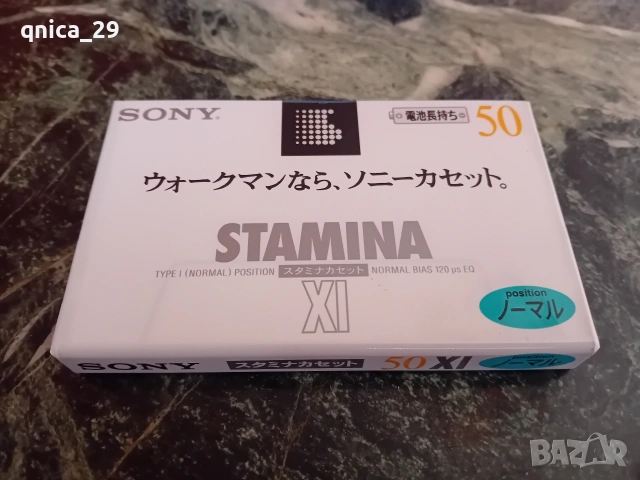 qnica_29
SONY®
電池長持ち 50
ウォークマンなら、ソニーカセット。
STAMINA
TYPE I (NORMAL) POSITION スタミナカセット NORMAL BIAS 120 μs EQ
XI
position
ノーマル
SONY スタミナカセット 50 XI position ノーマル
BAZAR